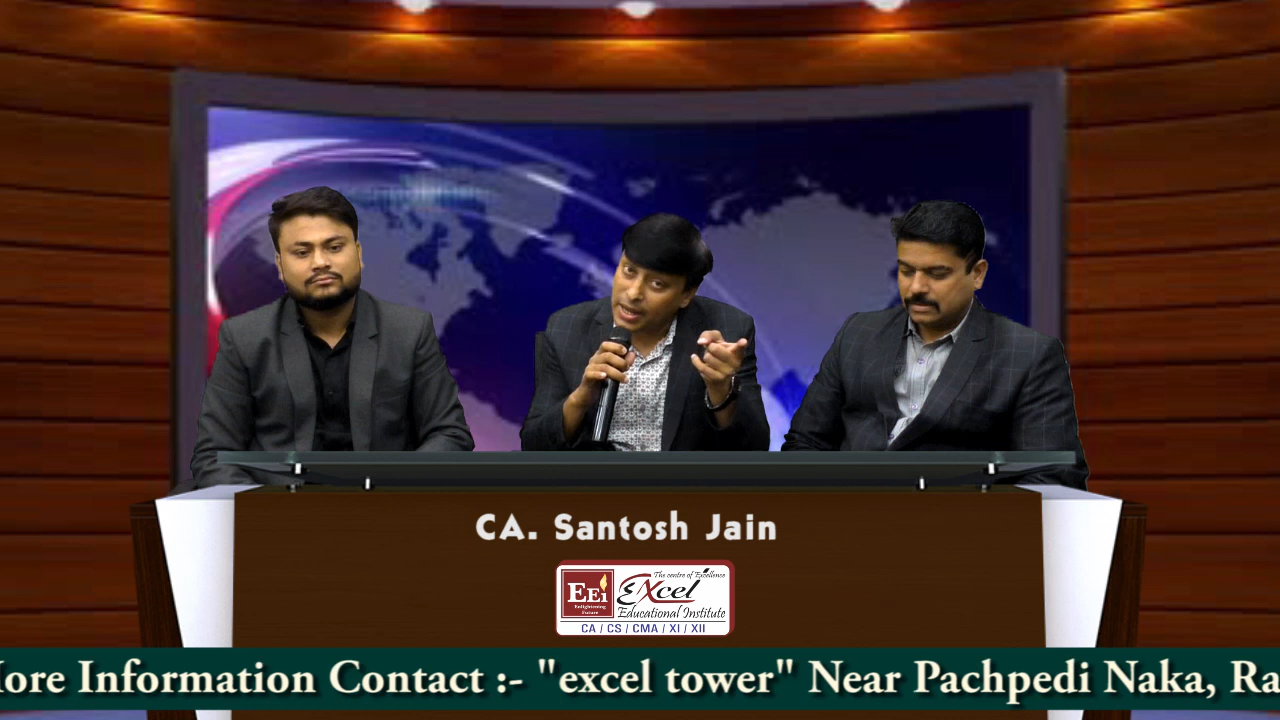 CA. Santosh Jain
The centre of Excellence
EEi
Enlightening
Future
Excel
Educational Institute
CA / CS / CMA / XI / XII
More Information Contact :- "excel tower" Near Pachpedi Naka, Ra